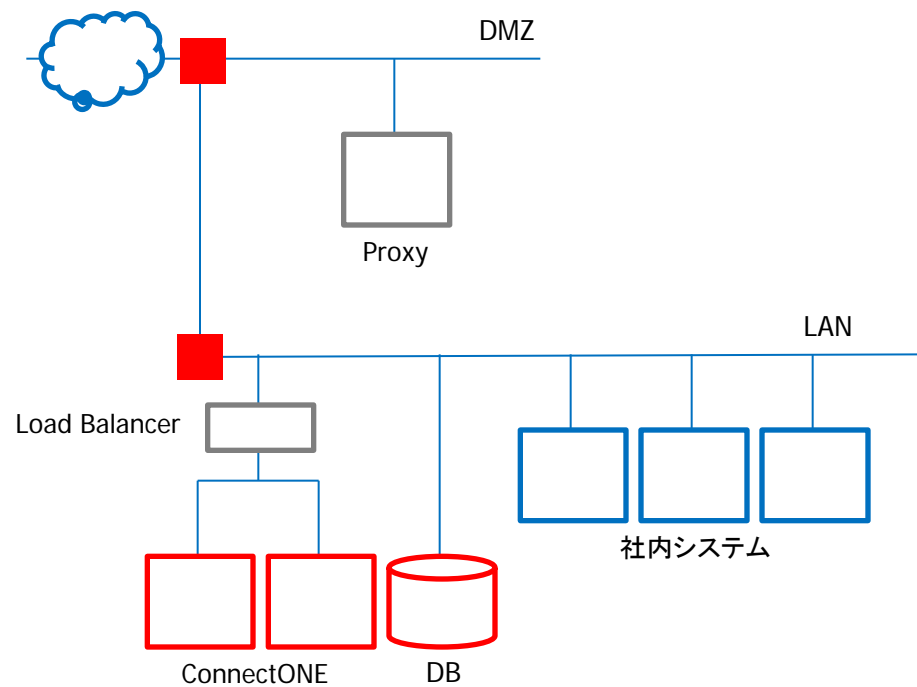 DMZ
Proxy
LAN
Load Balancer
社内システム
ConnectONE
DB